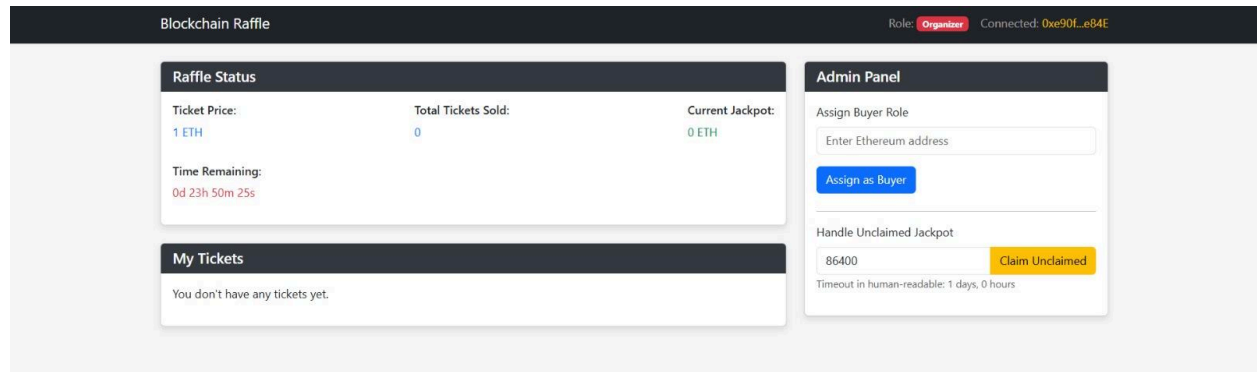 Blockchain Raffle
Role: Organizer Connected: 0xe90f...e84E
Raffle Status
Ticket Price: Total Tickets Sold: Current Jackpot:
1 ETH 0 0 ETH
Time Remaining:
0d 23h 50m 25s
My Tickets
You don't have any tickets yet.
Admin Panel
Assign Buyer Role
Enter Ethereum address
Assign as Buyer
Handle Unclaimed Jackpot
86400 Claim Unclaimed
Timeout in human-readable: 1 days, 0 hours